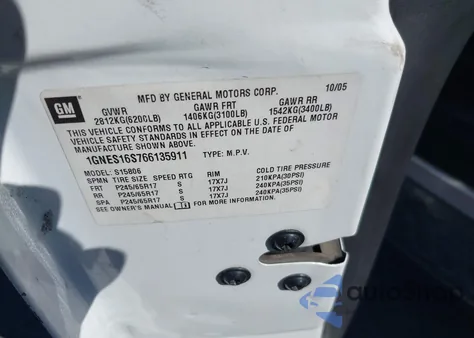 GM
MFD BY GENERAL MOTORS CORP. 10/05
GVWR GAWR FRT GAWR RR
2812KG(6200LB) 1406KG(3100LB) 1542KG(3400LB)
THIS VEHICLE CONFORMS TO ALL APPLICABLE U.S. FEDERAL MOTOR
VEHICLE SAFETY STANDARDS IN EFFECT ON THE DATE OF
MANUFACTURE SHOWN ABOVE.
1GNES16S766135911 TYPE: M.P.V.
MODEL: S15806
SPMN TIRE SIZE SPEED RTG RIM COLD TIRE PRESSURE
FRT P245/65R17 S 17X7J 210KPA(30PSI)
RR P245/65R17 S 17X7J 240KPA(35PSI)
SPA P245/65R17 S 17X7J 240KPA(35PSI)
SEE OWNER'S MANUAL FOR MORE INFORMATION.